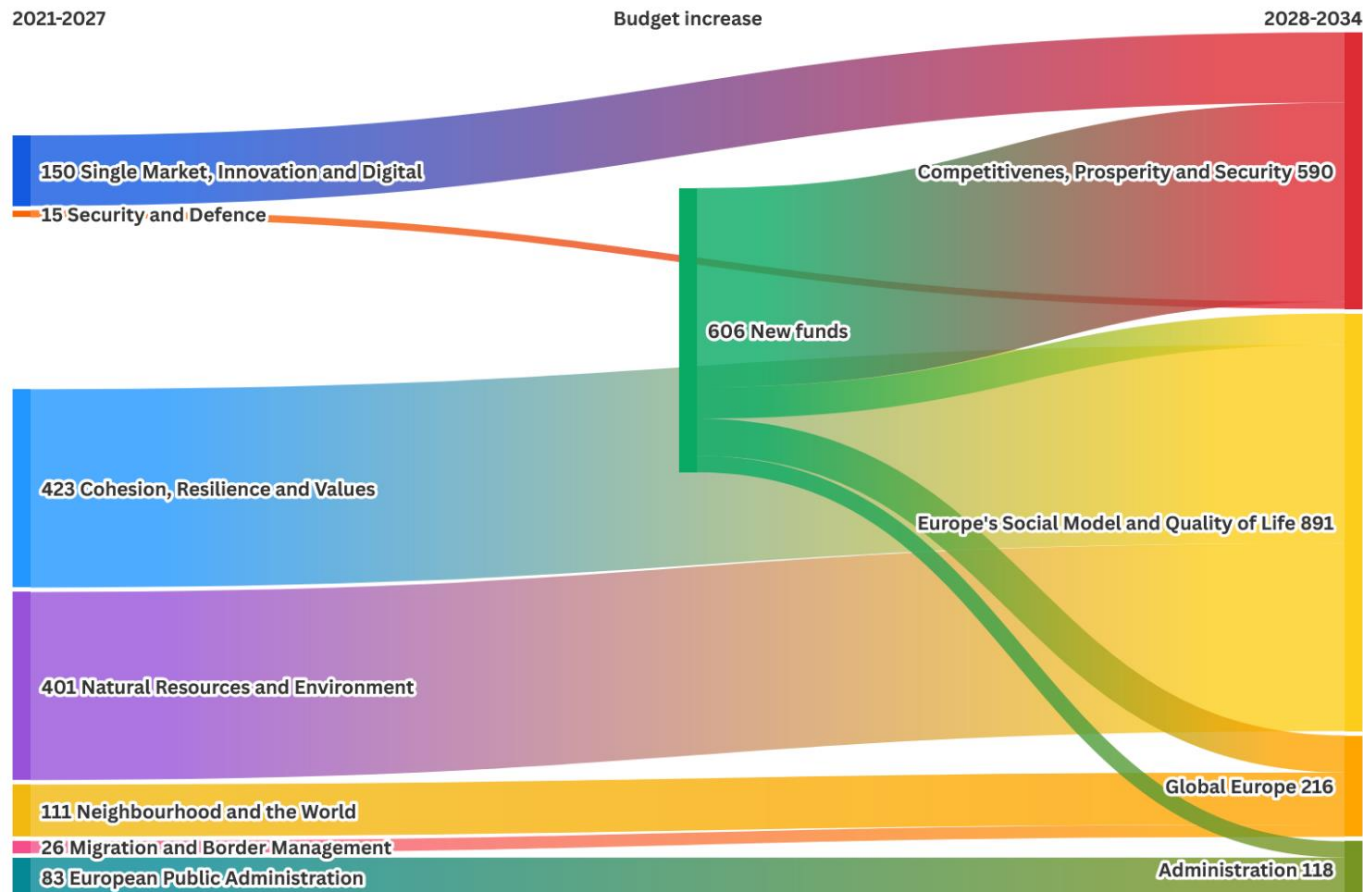 2021-2027
Budget increase
2028-2034
150 Single Market, Innovation and Digital
Competitivenes, Prosperity and Security 590
15 Security and Defence
606 New funds
423 Cohesion, Resilience and Values
Europe's Social Model and Quality of Life 891
401 Natural Resources and Environment
Global Europe 216
111 Neighbourhood and the World
26 Migration and Border Management
Administration 118
83 European Public Administration